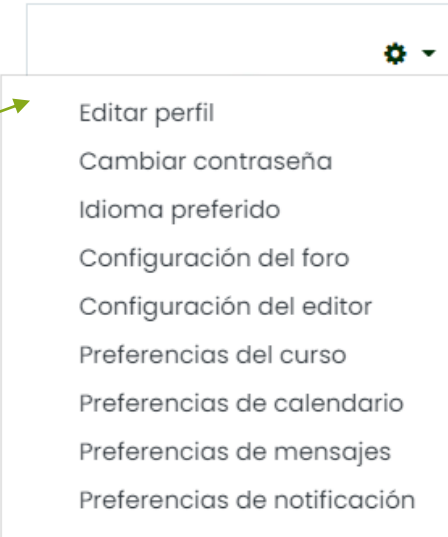 Editar perfil
Cambiar contraseña
Idioma preferido
Configuración del foro
Configuración del editor
Preferencias del curso
Preferencias de calendario
Preferencias de mensajes
Preferencias de notificación